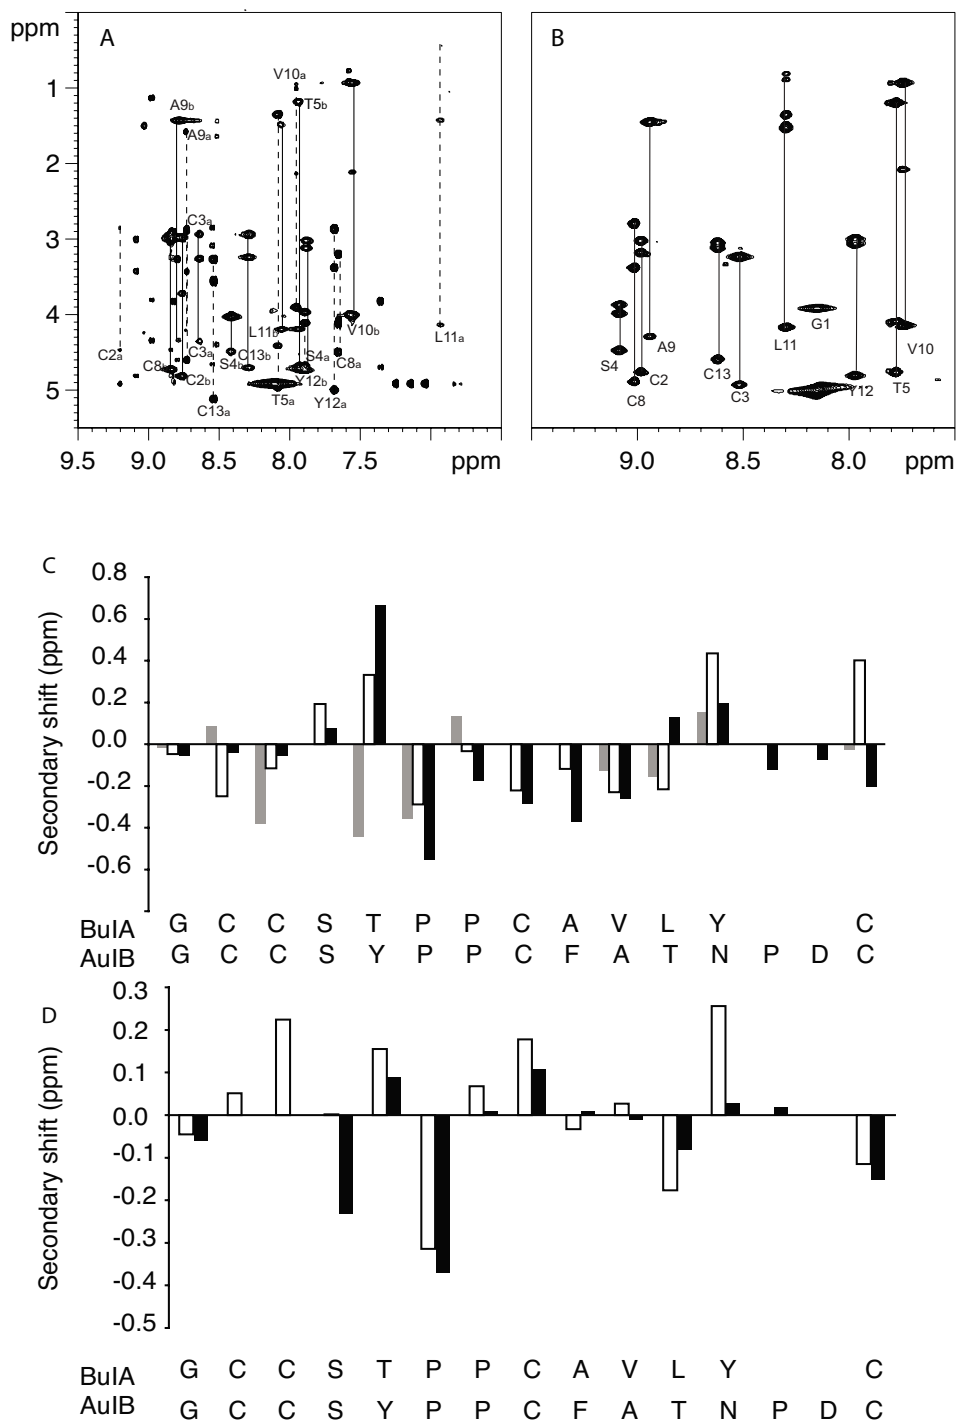 ppm
A
B
1
2
3
4
5
V10a
T5b
A9b
A9a
C3a
C2a
C8b
C3a
C2b
C13a
S4b
L11b
C13b
T5a
S4a
Y12b
Y12a
C8a
V10b
L11a
9.5 9.0 8.5 8.0 7.5 ppm
S4
C8
C2
A9
C13
C3
L11
G1
Y12
T5
V10
9.0 8.5 8.0 ppm
C
Secondary shift (ppm)
0.8
0.4
0.2
0.0
-0.2
-0.4
-0.6
BuIA G C C S T P P C A V L Y C
AuIB G C C S Y P P C F A T N P D C
D
Secondary shift (ppm)
0.3
0.2
0.1
0.0
-0.1
-0.2
-0.3
-0.4
-0.5
BuIA G C C S T P P C A V L Y C
AuIB G C C S Y P P C F A T N P D C